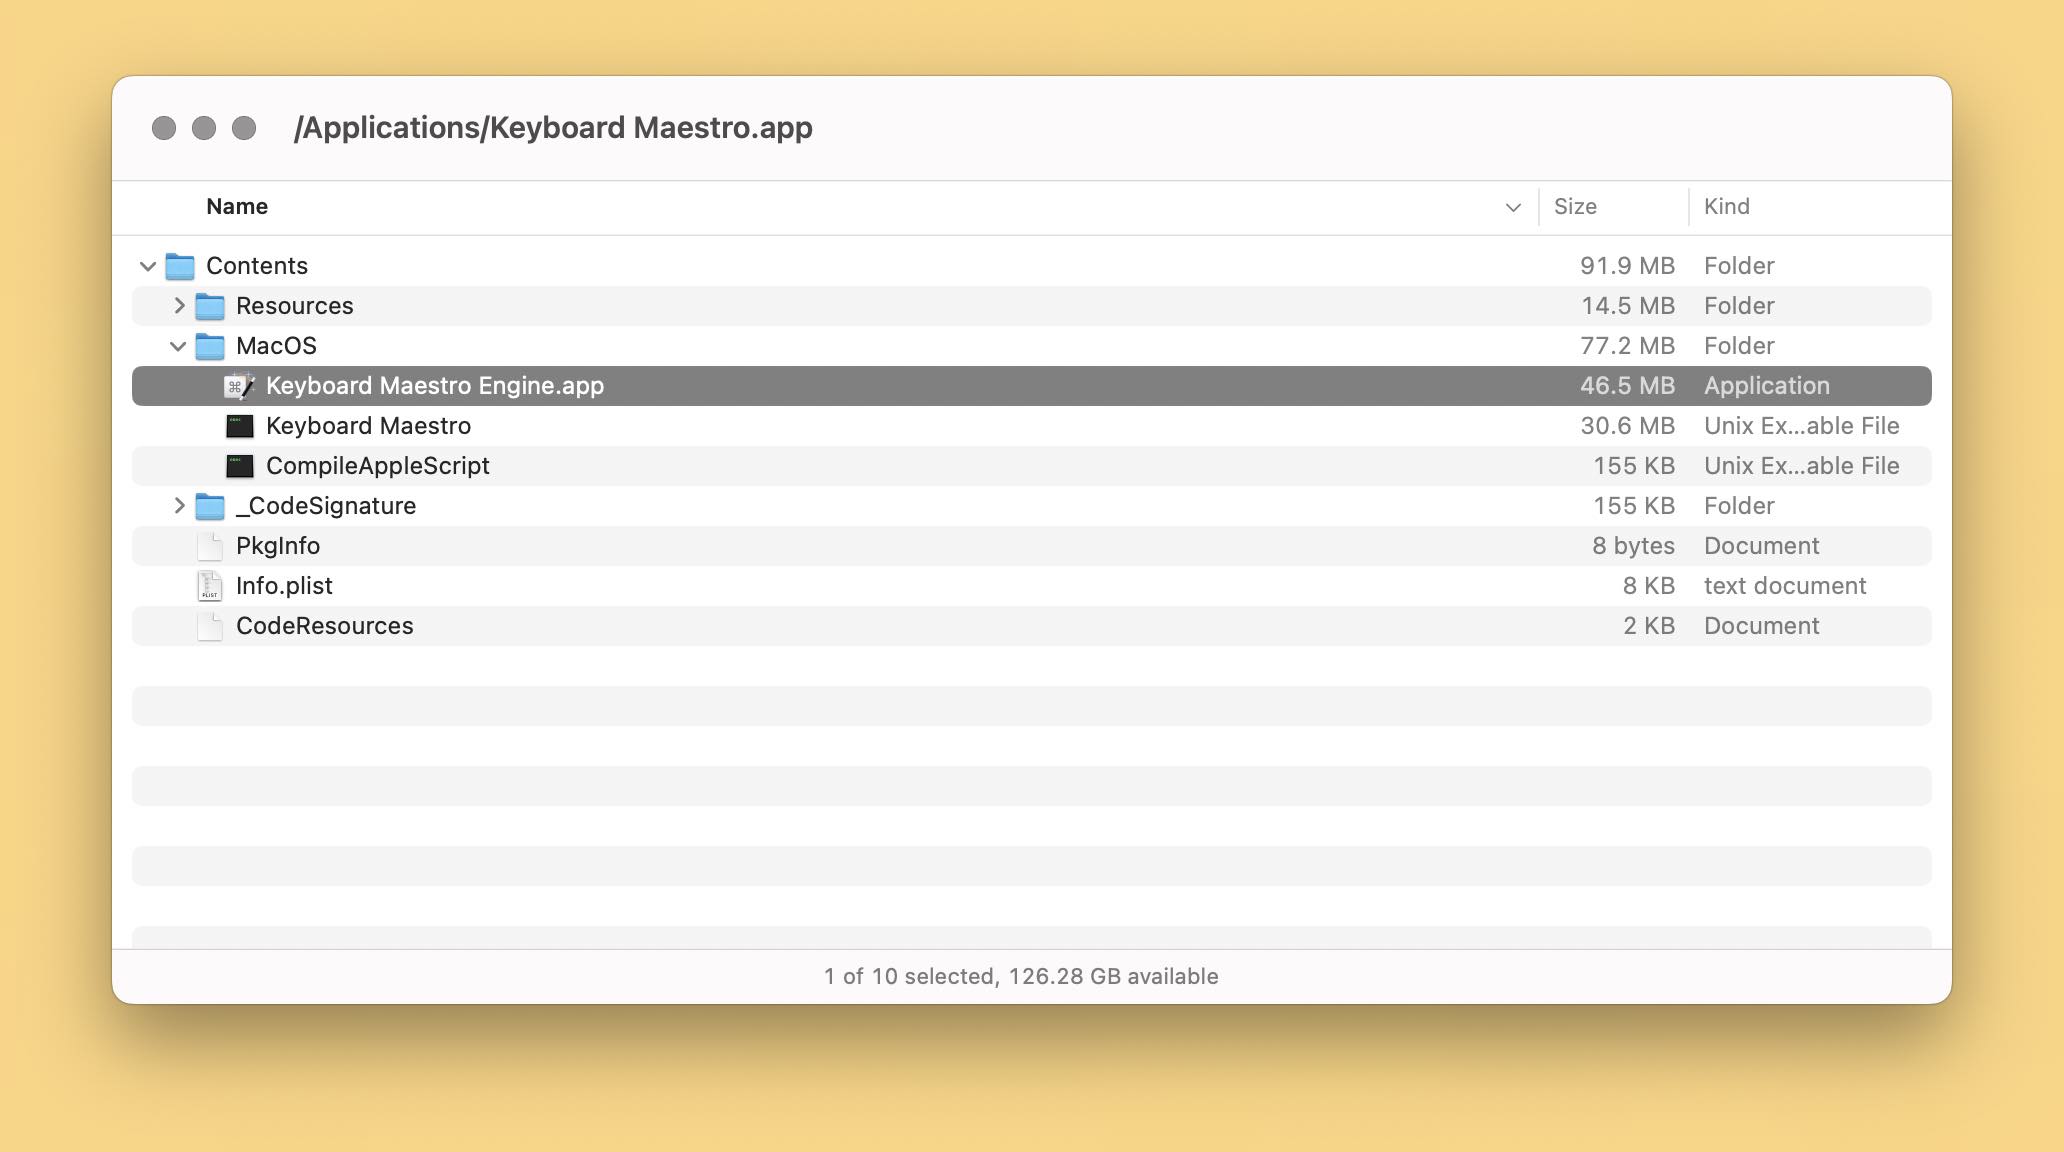 /Applications/Keyboard Maestro.app
Name Size Kind
Contents 91.9 MB Folder
Resources 14.5 MB Folder
MacOS 77.2 MB Folder
Keyboard Maestro Engine.app 46.5 MB Application
Keyboard Maestro 30.6 MB Unix Ex...able File
CompileAppleScript 155 KB Unix Ex...able File
_CodeSignature 155 KB Folder
PkgInfo 8 bytes Document
Info.plist 8 KB text document
CodeResources 2 KB Document
1 of 10 selected, 126.28 GB available